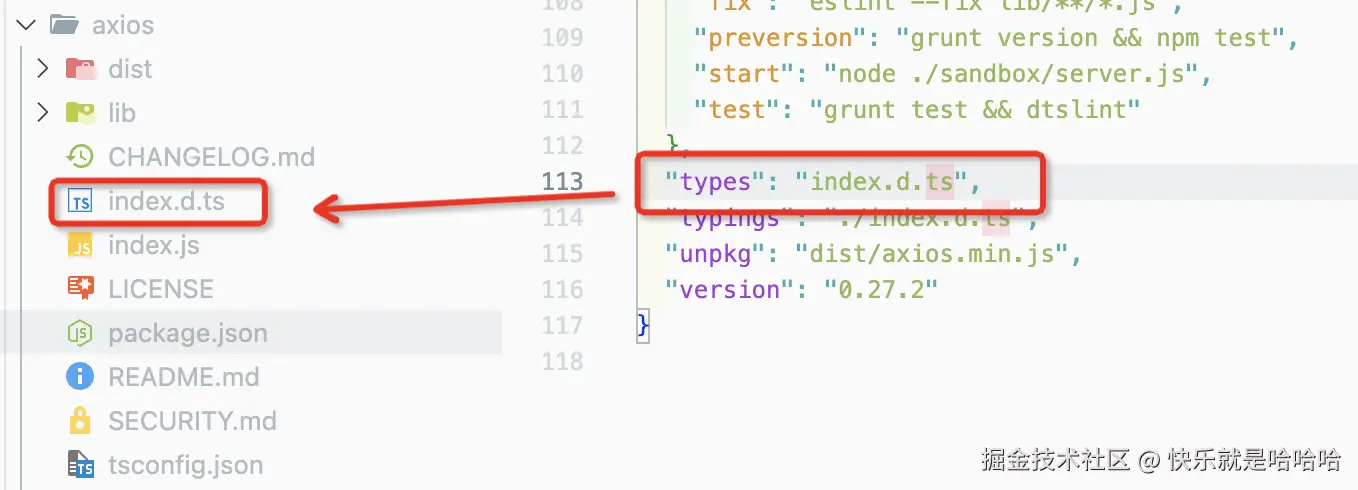 axios
dist
lib
CHANGELOG.md
TS index.d.ts
JS index.js
LICENSE
JS package.json
README.md
SECURITY.md
TS tsconfig.json
108 "fix": "eslint --fix lib/**/*.js",
109 "preversion": "grunt version && npm test",
110 "start": "node ./sandbox/server.js",
111 "test": "grunt test && dtslint"
112 },
113 "types": "index.d.ts",
114 "typings": "./index.d.ts",
115 "unpkg": "dist/axios.min.js",
116 "version": "0.27.2"
117 }
118
掘金技术社区 @ 快乐就是哈哈哈